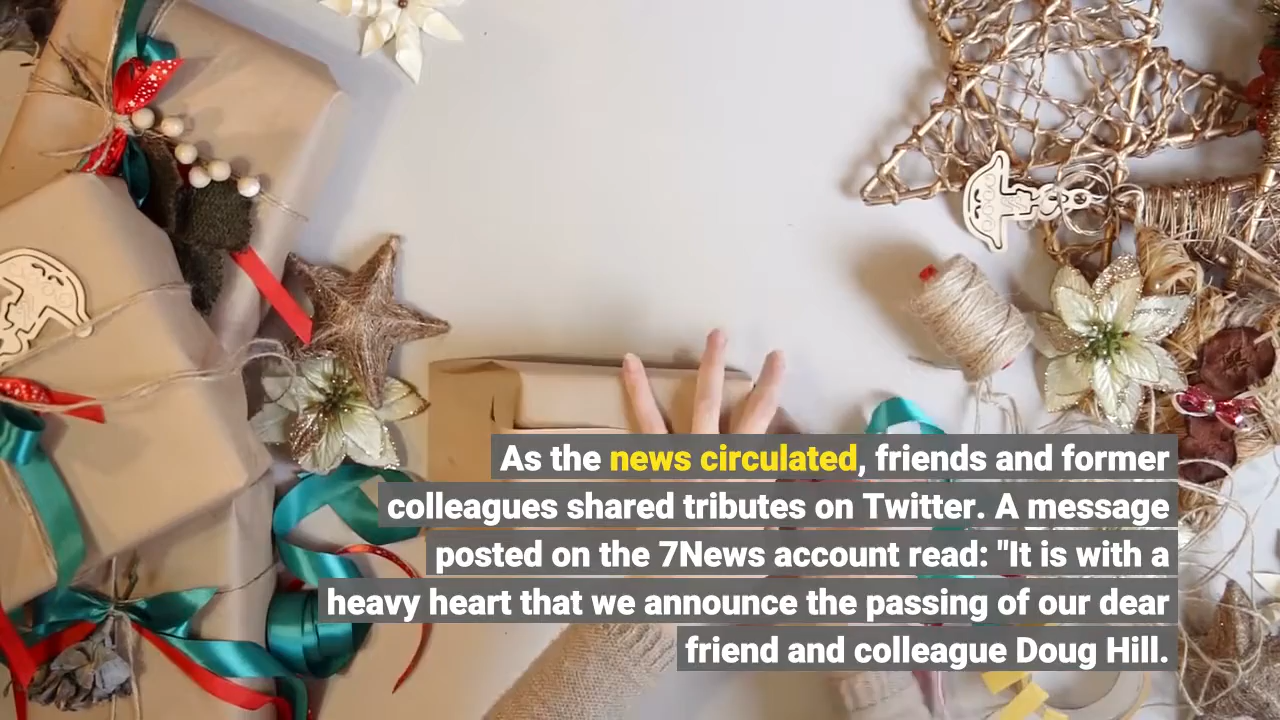 As the news circulated, friends and former
colleagues shared tributes on Twitter. A message
posted on the 7News account read: "It is with a
heavy heart that we announce the passing of our dear
friend and colleague Doug Hill.